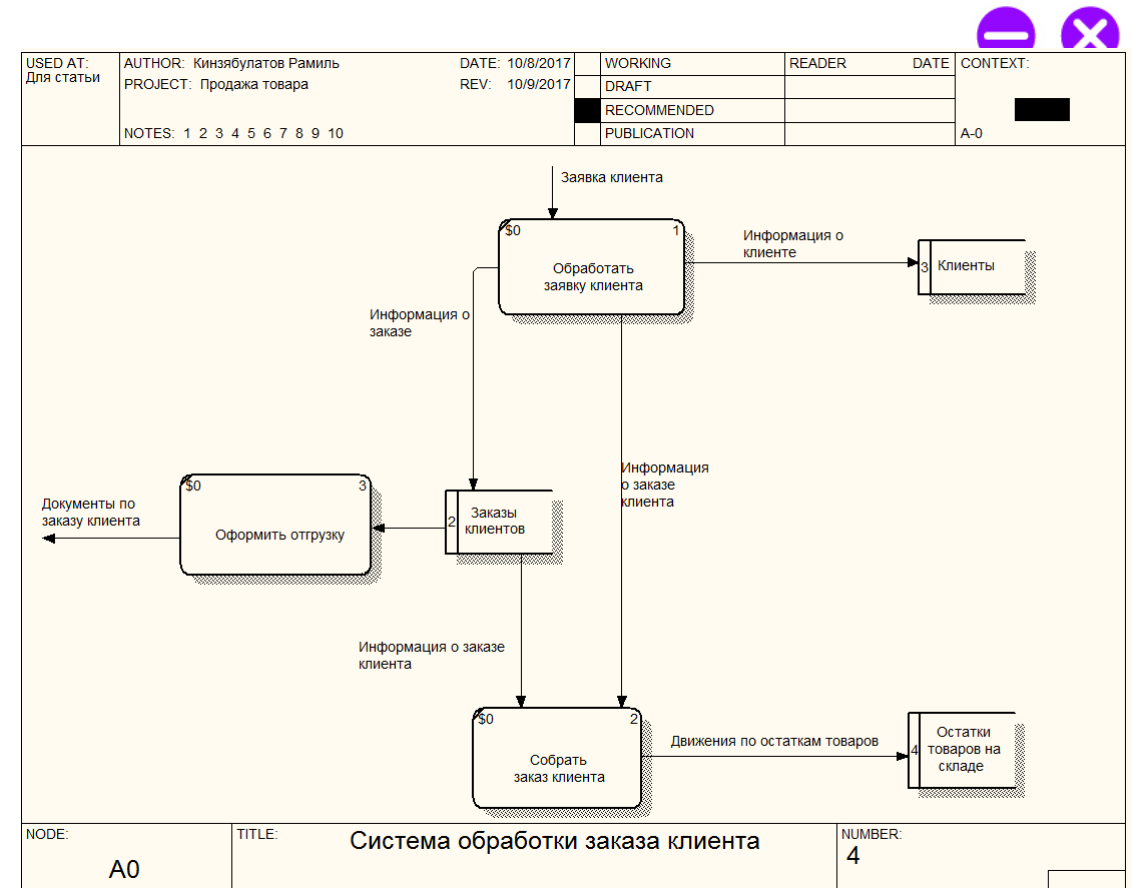 USED AT:
Для статьи
AUTHOR: Кинзябулатов Рамиль
DATE: 10/8/2017
PROJECT: Продажа товара
REV: 10/9/2017
NOTES: 1 2 3 4 5 6 7 8 9 10
WORKING
DRAFT
RECOMMENDED
PUBLICATION
READER
DATE
CONTEXT:
A-0
Заявка клиента
$0
1
Обработать
заявку клиента
Информация о
клиенте
3
Клиенты
Информация о
заказе
Информация
о заказе
клиента
Документы по
заказу клиента
$0
3
Оформить отгрузку
2
Заказы
клиентов
Информация о заказе
клиента
$0
2
Собрать
заказ клиента
Движения по остаткам товаров
4
Остатки
товаров на
складе
NODE:
A0
TITLE:
Система обработки заказа клиента
NUMBER:
4